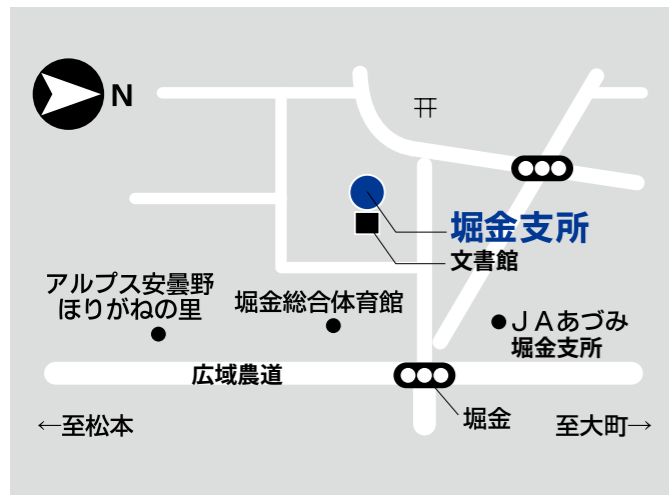 N
堀金支所
文書館
アルプス安曇野
ほりがねの里
堀金総合体育館
ＪＡあづみ
堀金支所
広域農道
堀金
←至松本
至大町→